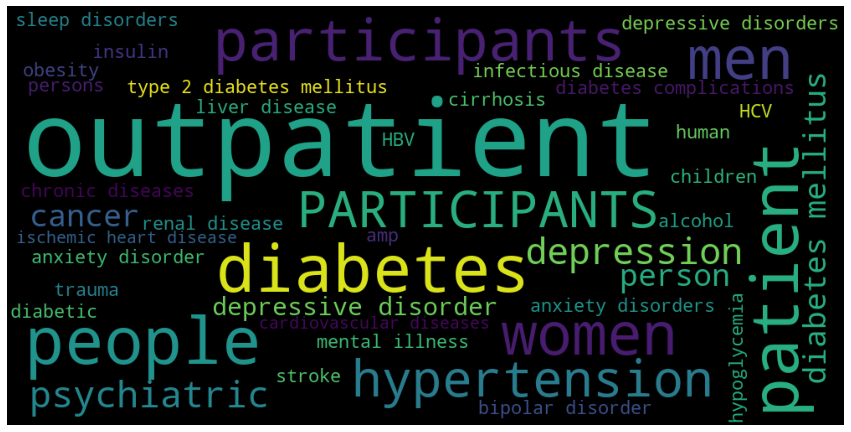 sleep disorders
depressive disorders
participants
men
insulin
obesity
infectious disease
persons
type 2 diabetes mellitus
diabetes complications
liver disease
cirrhosis
HCV
outpatient
HBV
human
children
chronic diseases
PARTICIPANTS
cancer
renal disease
alcohol
ischemic heart disease
amp
anxiety disorder
diabetes
depression
person
patient
diabetes mellitus
trauma
diabetic
depressive disorder
anxiety disorders
cardiovascular diseases
people
mental illness
women
hypoglycemia
stroke
psychiatric
hypertension
bipolar disorder